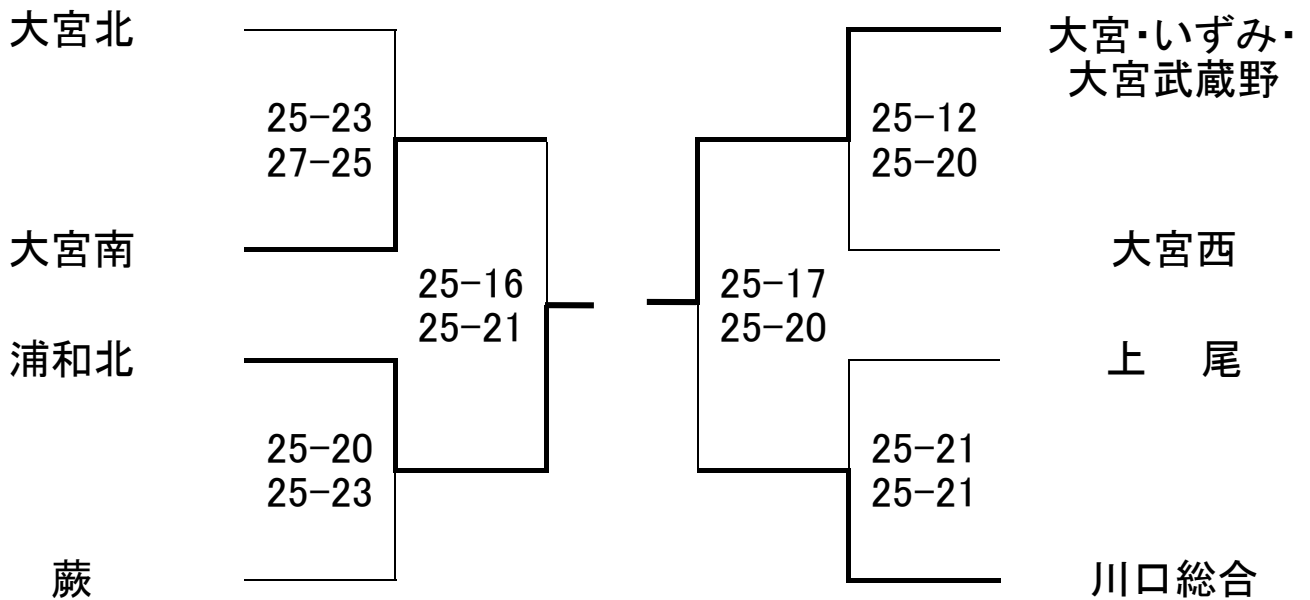 大宮北
25-23
27-25
大宮南
25-16
25-21
浦和北
25-20
25-23
蕨
大宮・いずみ・
大宮武蔵野
25-12
25-20
大宮西
25-17
25-20
上　尾
25-21
25-21
川口総合